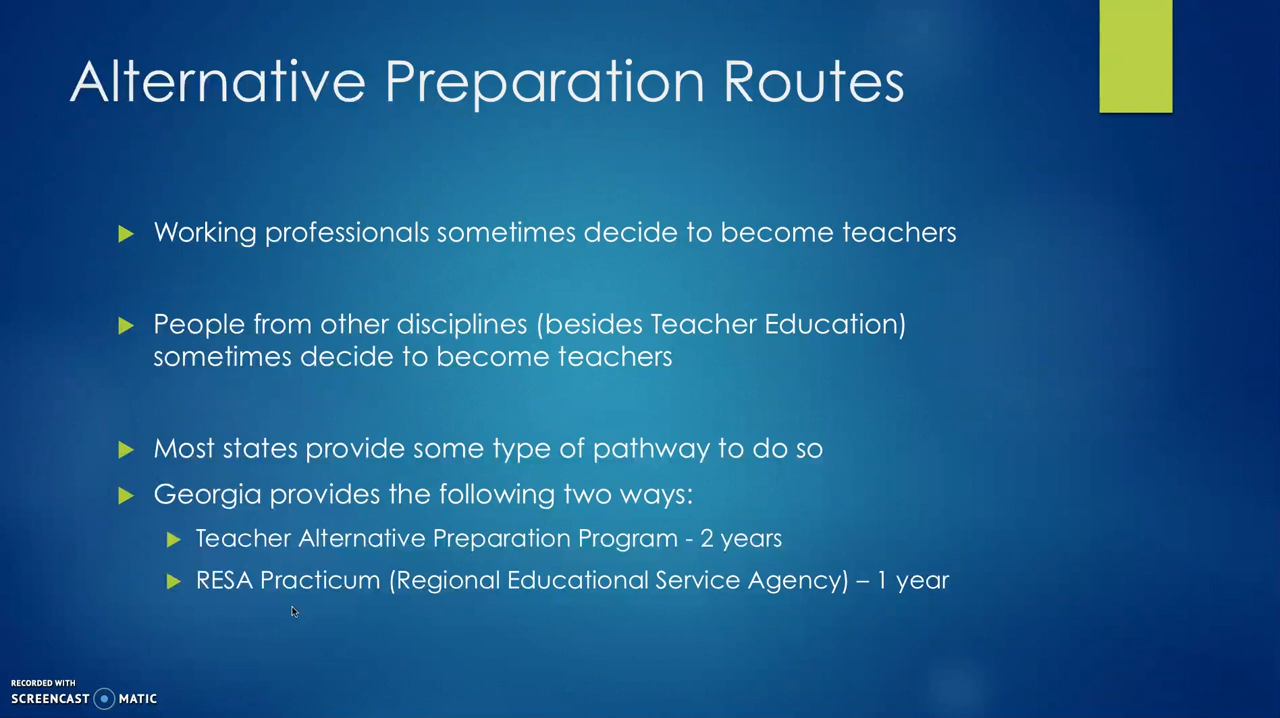 Alternative Preparation Routes
Working professionals sometimes decide to become teachers
People from other disciplines (besides Teacher Education)
sometimes decide to become teachers
Most states provide some type of pathway to do so
Georgia provides the following two ways:
Teacher Alternative Preparation Program - 2 years
RESA Practicum (Regional Educational Service Agency) – 1 year
RECORDED WITH
SCREENCAST MATIC